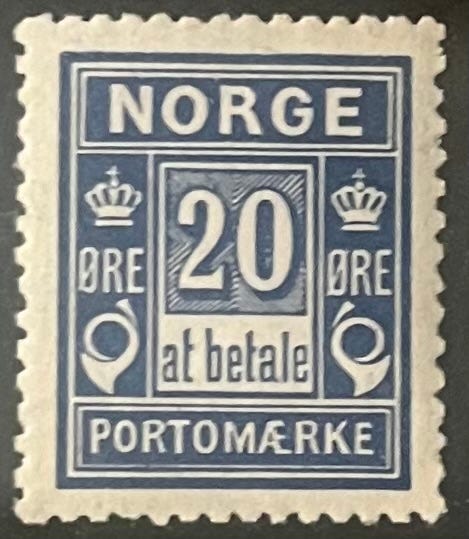 NORGE
20
ØRE ØRE
at betale
PORTOMÆRKE